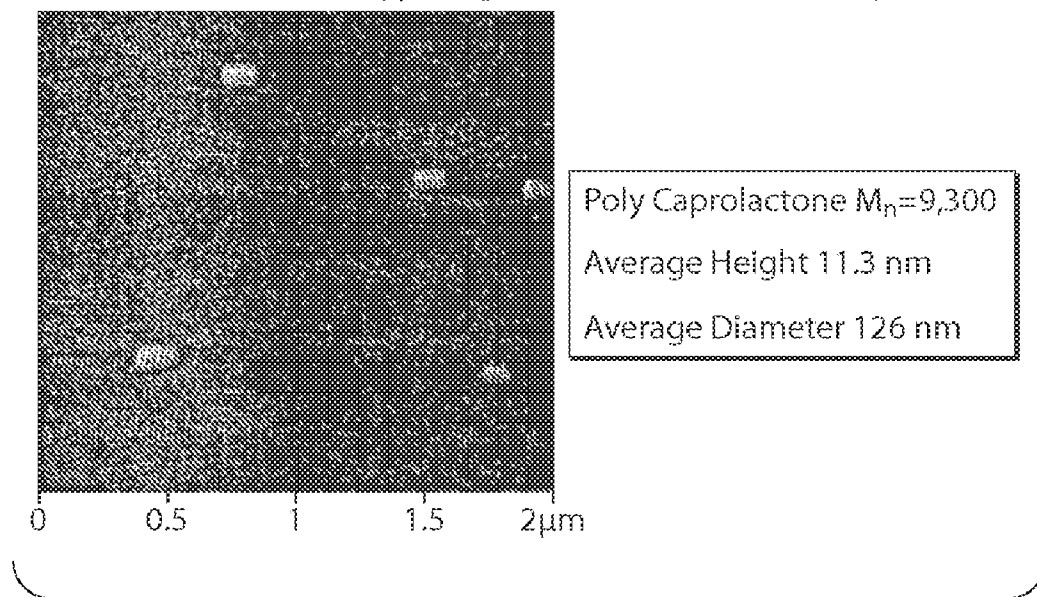 Poly Caprolactone Mn=9,300
Average Height 11.3 nm
Average Diameter 126 nm
0 0.5 1 1.5 2μm